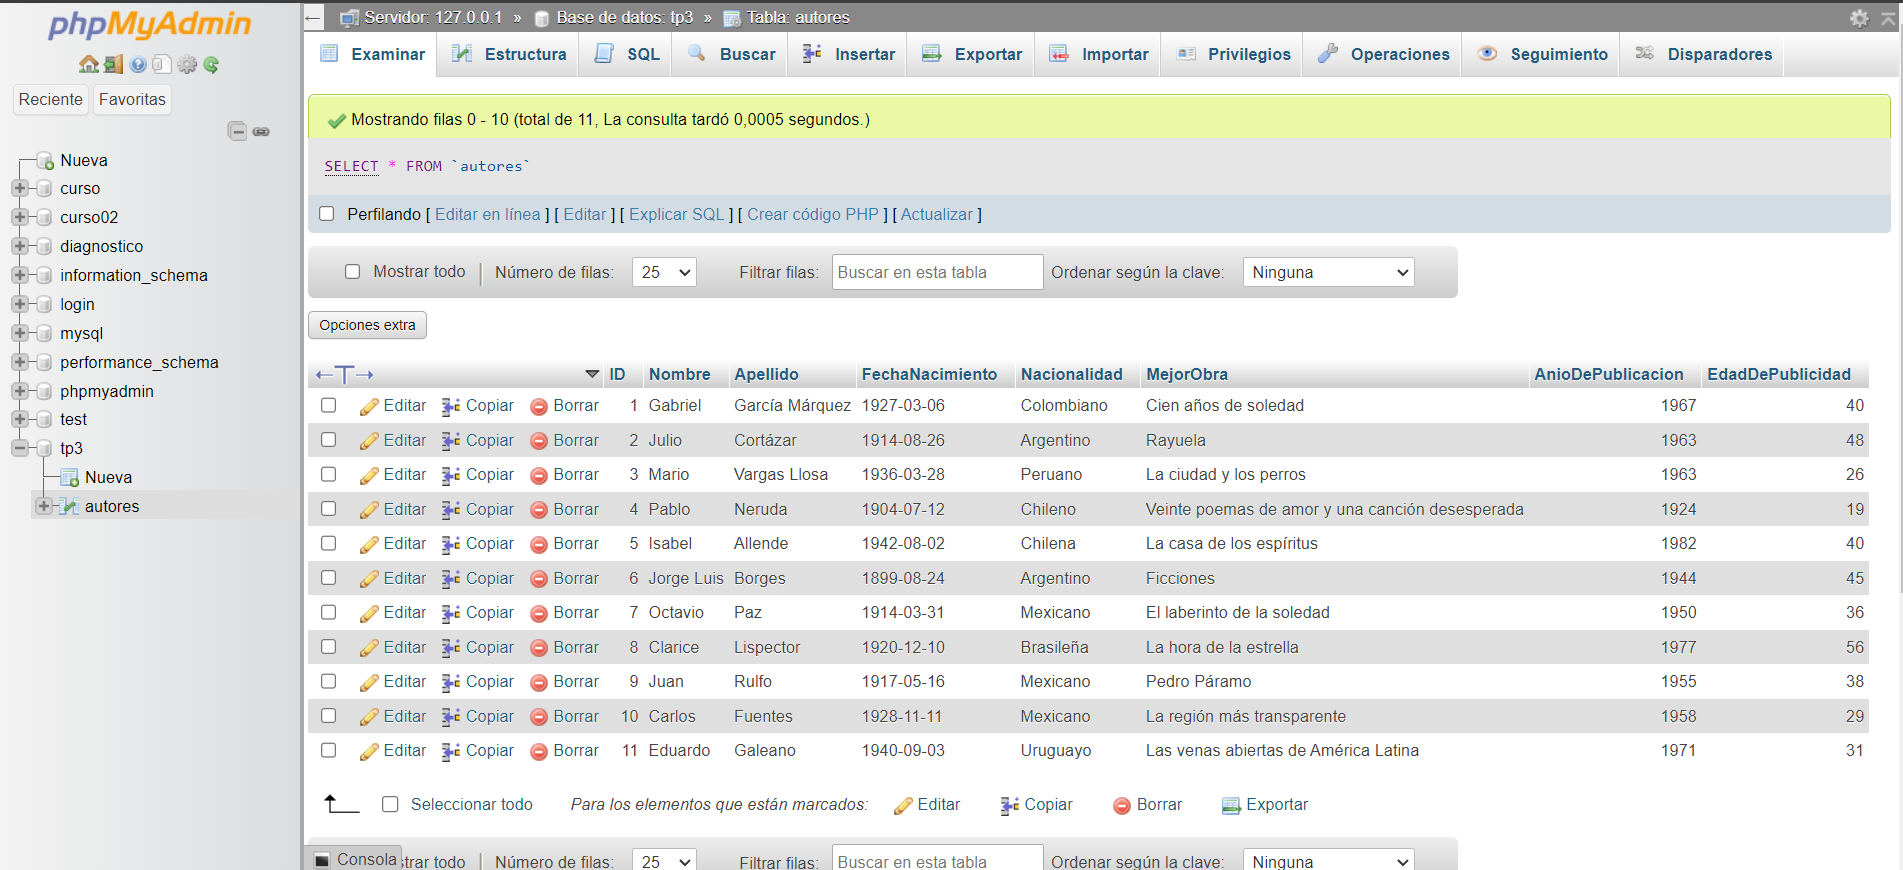 phpMyAdmin
Reciente Favoritas
Nueva
curso
curso02
diagnostico
information_schema
login
mysql
performance_schema
phpmyadmin
test
tp3
Nueva
autores
Servidor: 127.0.0.1 » Base de datos: tp3 » Tabla: autores
Examinar Estructura SQL Buscar Insertar Exportar Importar Privilegios Operaciones Seguimiento Disparadores
Mostrando filas 0 - 10 (total de 11, La consulta tardó 0,0005 segundos.)
SELECT * FROM `autores`
Perfilando [ Editar en línea ] [ Editar ] [ Explicar SQL ] [ Crear código PHP ] [ Actualizar ]
Mostrar todo | Número de filas: 25 Filtrar filas: Buscar en esta tabla Ordenar según la clave: Ninguna
Opciones extra
ID Nombre Apellido FechaNacimiento Nacionalidad MejorObra AnioDePublicacion EdadDePublicidad
Editar Copiar Borrar 1 Gabriel García Márquez 1927-03-06 Colombiano Cien años de soledad 1967 40
Editar Copiar Borrar 2 Julio Cortázar 1914-08-26 Argentino Rayuela 1963 48
Editar Copiar Borrar 3 Mario Vargas Llosa 1936-03-28 Peruano La ciudad y los perros 1963 26
Editar Copiar Borrar 4 Pablo Neruda 1904-07-12 Chileno Veinte poemas de amor y una canción desesperada 1924 19
Editar Copiar Borrar 5 Isabel Allende 1942-08-02 Chilena La casa de los espíritus 1982 40
Editar Copiar Borrar 6 Jorge Luis Borges 1899-08-24 Argentino Ficciones 1944 45
Editar Copiar Borrar 7 Octavio Paz 1914-03-31 Mexicano El laberinto de la soledad 1950 36
Editar Copiar Borrar 8 Clarice Lispector 1920-12-10 Brasileña La hora de la estrella 1977 56
Editar Copiar Borrar 9 Juan Rulfo 1917-05-16 Mexicano Pedro Páramo 1955 38
Editar Copiar Borrar 10 Carlos Fuentes 1928-11-11 Mexicano La región más transparente 1958 29
Editar Copiar Borrar 11 Eduardo Galeano 1940-09-03 Uruguayo Las venas abiertas de América Latina 1971 31
Seleccionar todo Para los elementos que están marcados: Editar Copiar Borrar Exportar
Consola strar todo | Número de filas: 25 Filtrar filas: Buscar en esta tabla Ordenar según la clave: Ninguna